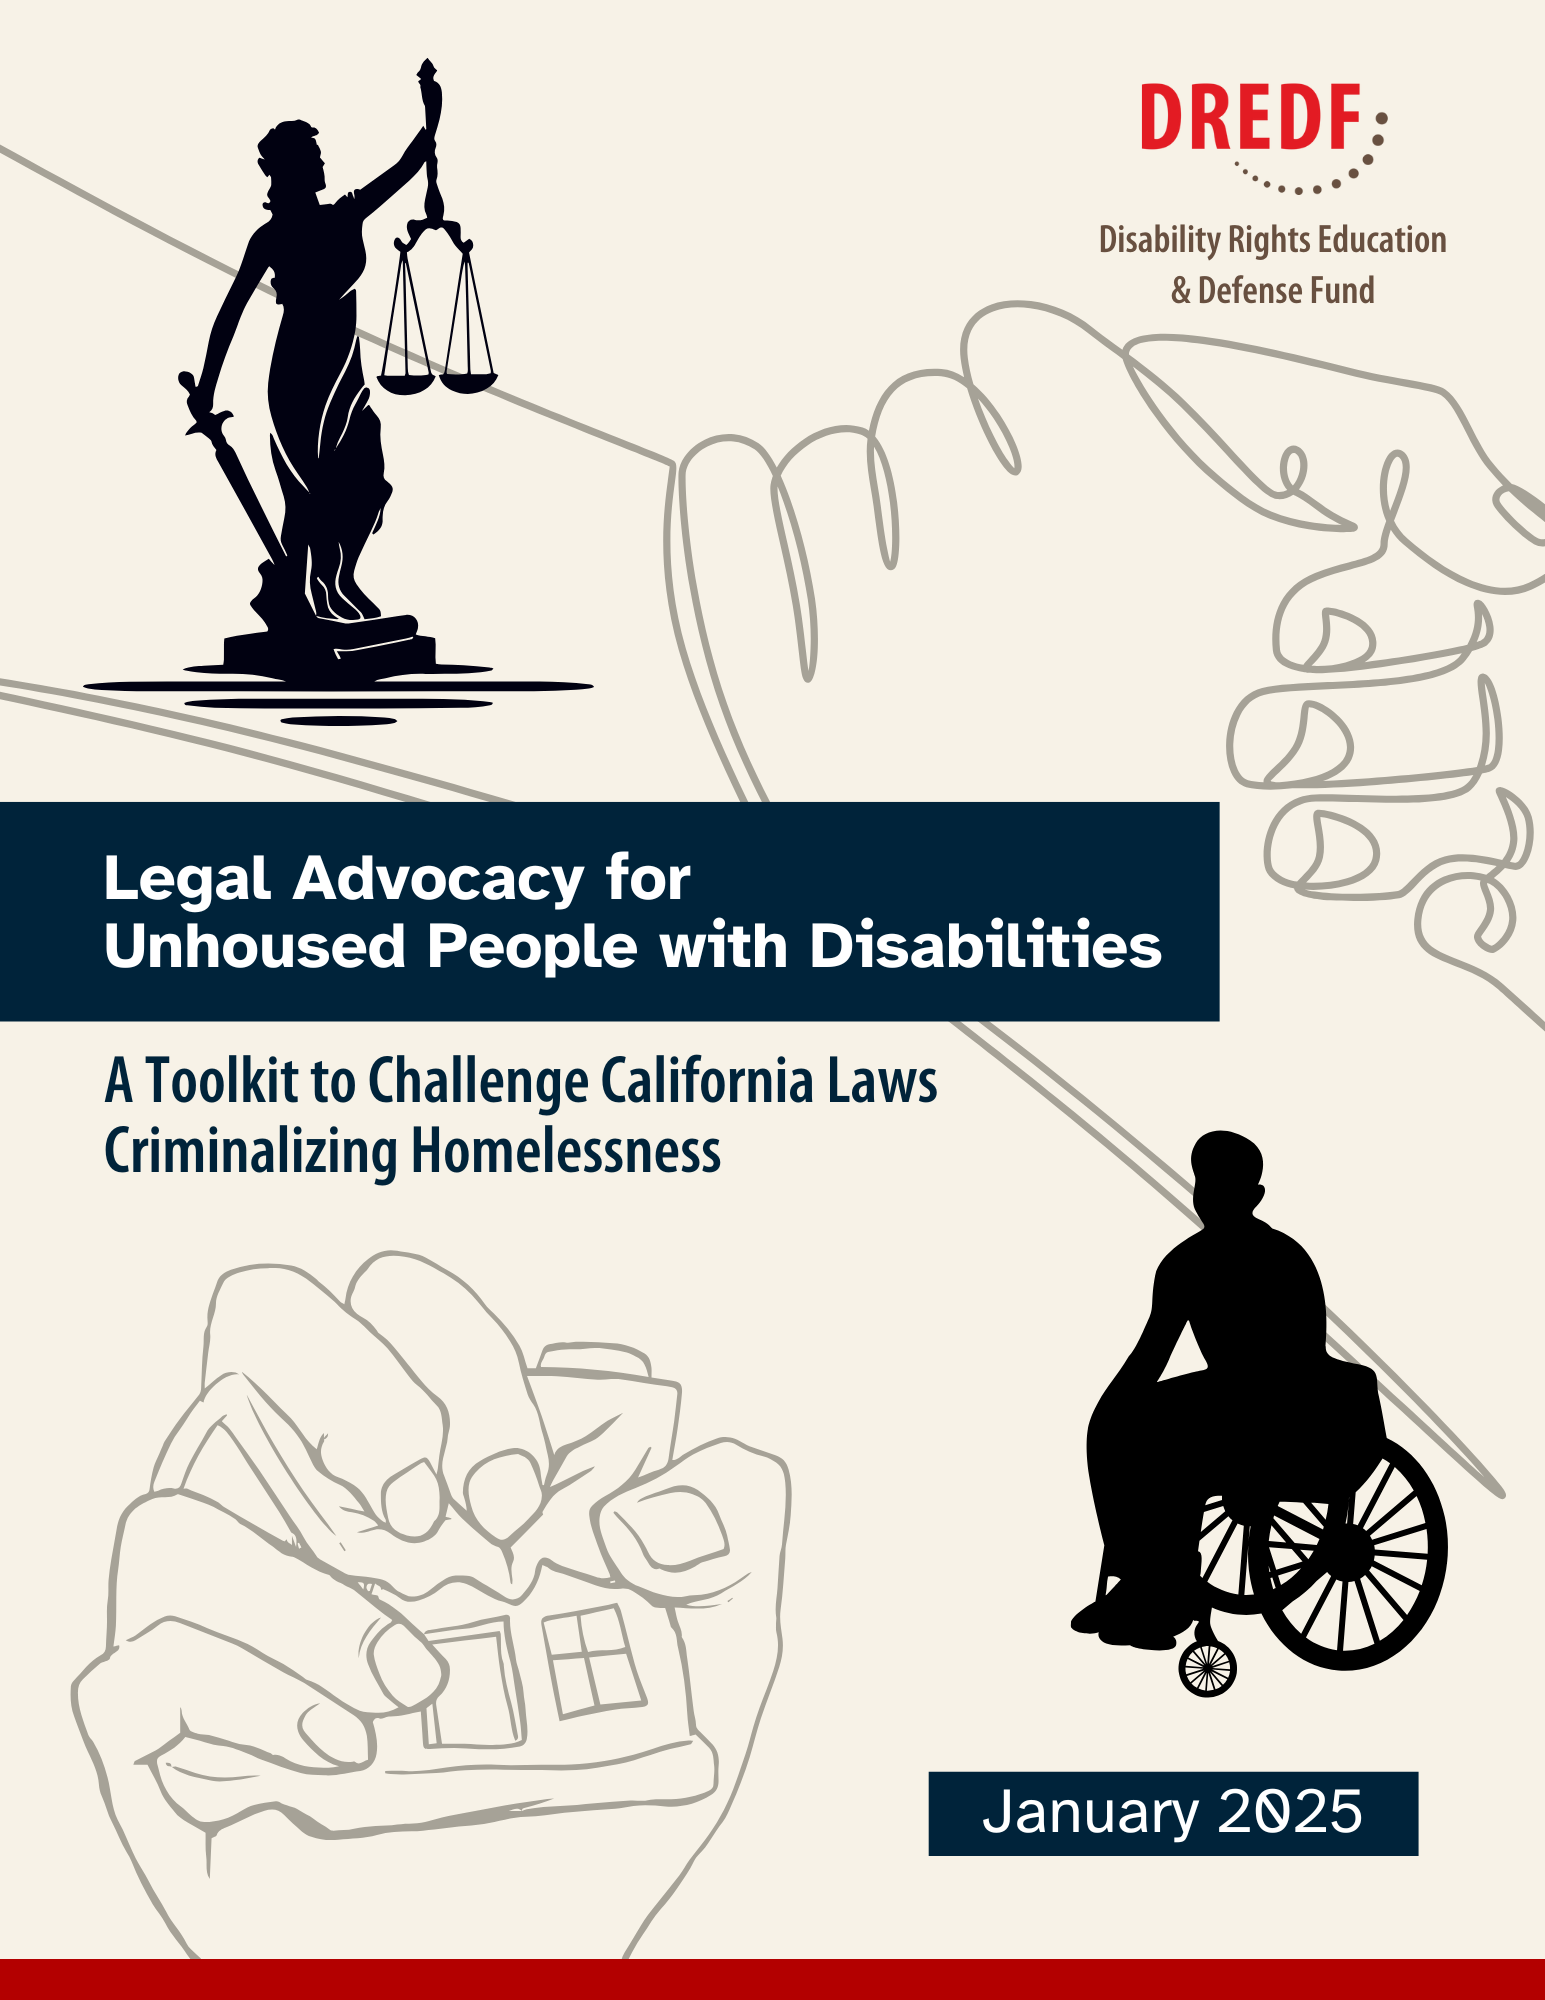 DREDF
Disability Rights Education
& Defense Fund
Legal Advocacy for
Unhoused People with Disabilities
A Toolkit to Challenge California Laws
Criminalizing Homelessness
January 2025